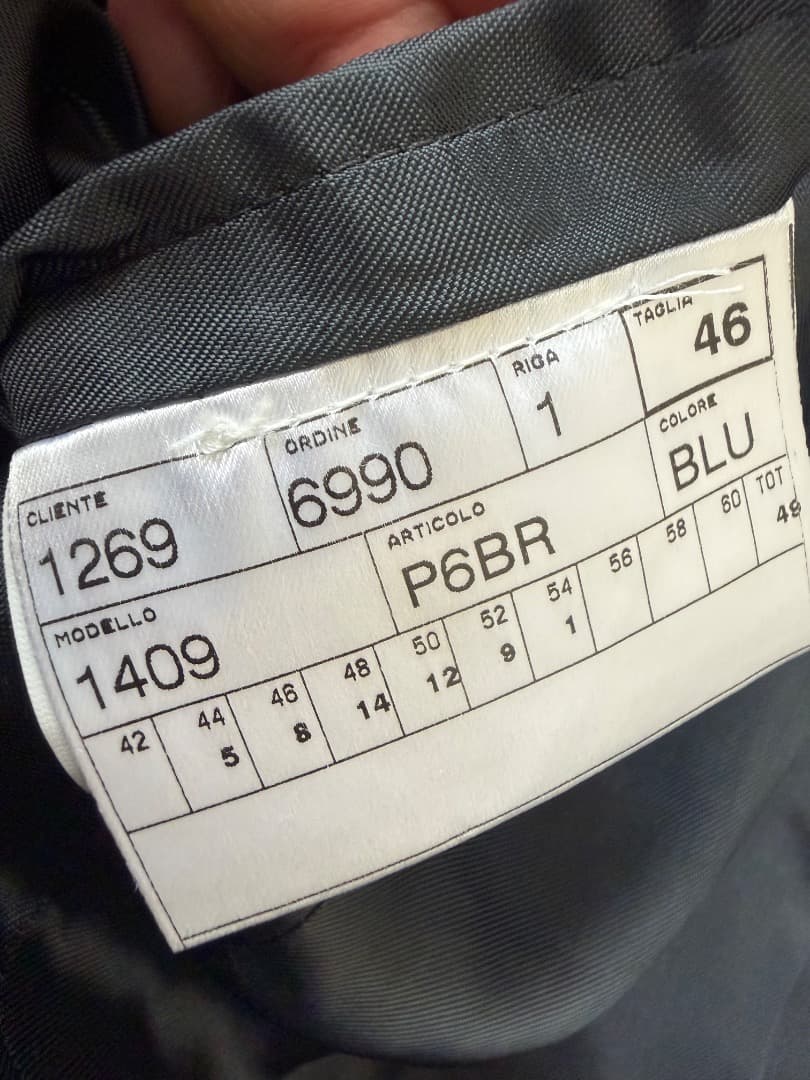 CLIENTE ORDINE RIGA TAGLIA
1269 6990 1 46
MODELLO ARTICOLO COLORE
1409 P6BR BLU
42 44 46 48 50 52 54 56 58 60 TOT
5 8 14 12 9 1 49